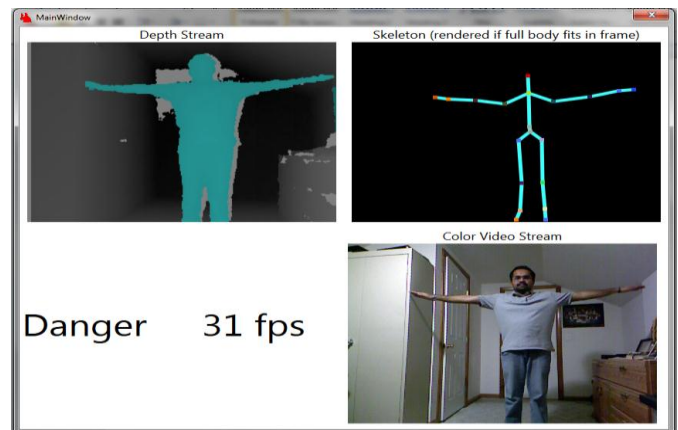 MainWindow
Depth Stream
Skeleton (rendered if full body fits in frame)
Color Video Stream
Danger 31 fps